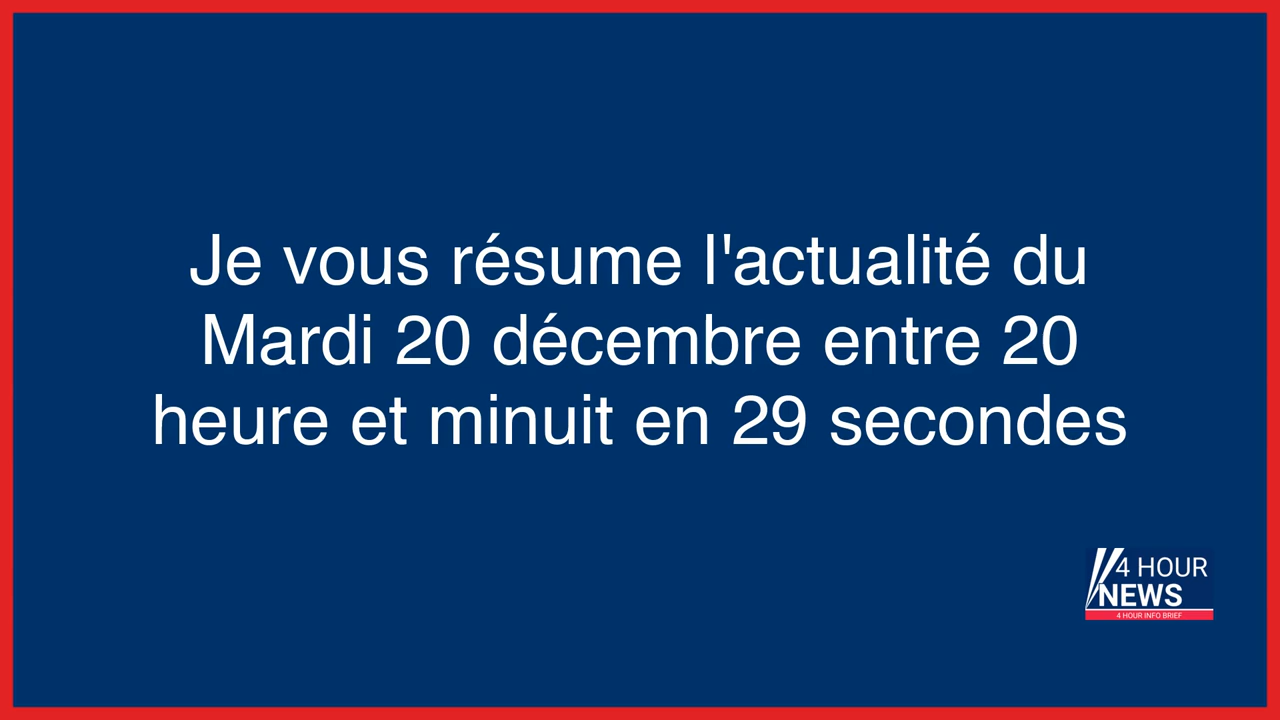 Je vous résume l'actualité du
Mardi 20 décembre entre 20
heure et minuit en 29 secondes
4 HOUR
NEWS
4 HOUR INFO BRIEF